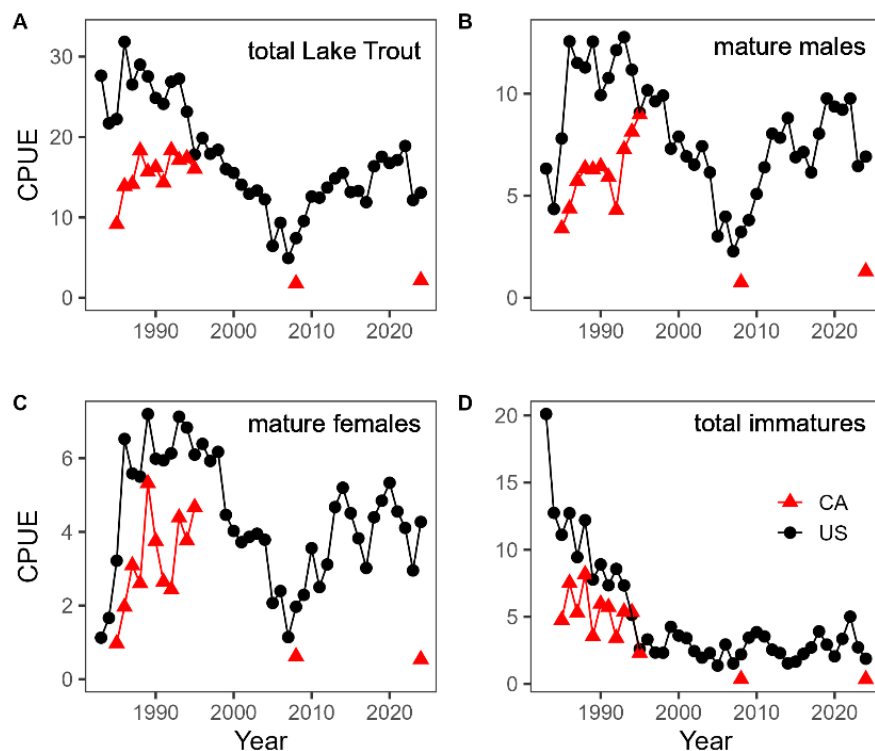 A
total Lake Trout
CPUE
30
20
10
0
1990 2000 2010 2020
B
mature males
10
5
0
1990 2000 2010 2020
C
mature females
CPUE
6
4
2
0
1990 2000 2010 2020
Year
D
total immatures
20
15
10
5
0
CA
US
1990 2000 2010 2020
Year